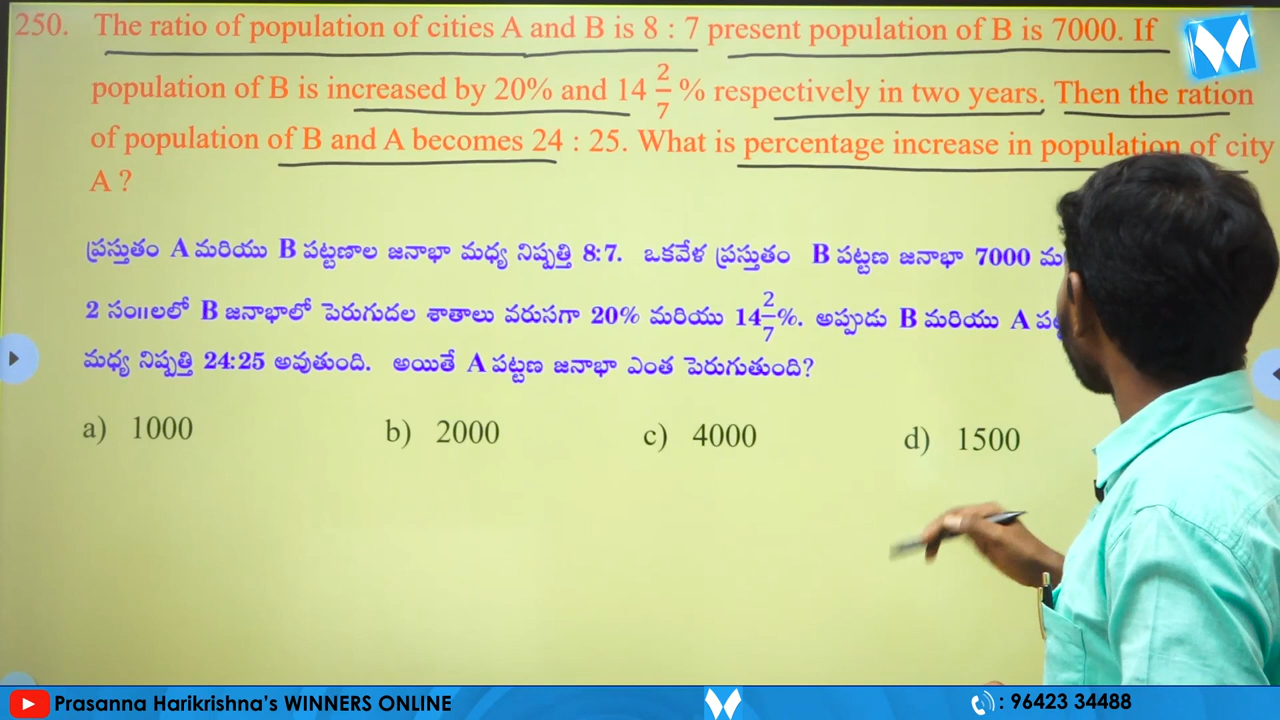 250. The ratio of population of cities A and B is 8 : 7 present population of B is 7000. If
population of B is increased by 20% and 14 2/7 % respectively in two years. Then the ration
of population of B and A becomes 24 : 25. What is percentage increase in population of city
A ?
ప్రస్తుతం A మరియు B పట్టణాల జనాభా మధ్య నిష్పత్తి 8:7. ఒకవేళ ప్రస్తుతం B పట్టణ జనాభా 7000
2 సం॥లలో B జనాభాలో పెరుగుదల శాతాలు వరుసగా 20% మరియు 14 2/7%. అప్పుడు B మరియు A
మధ్య నిష్పత్తి 24:25 అవుతుంది. అయితే A పట్టణ జనాభా ఎంత పెరుగుతుంది?
a) 1000 b) 2000 c) 4000 d) 1500
Prasanna Harikrishna's WINNERS ONLINE : 96423 34488